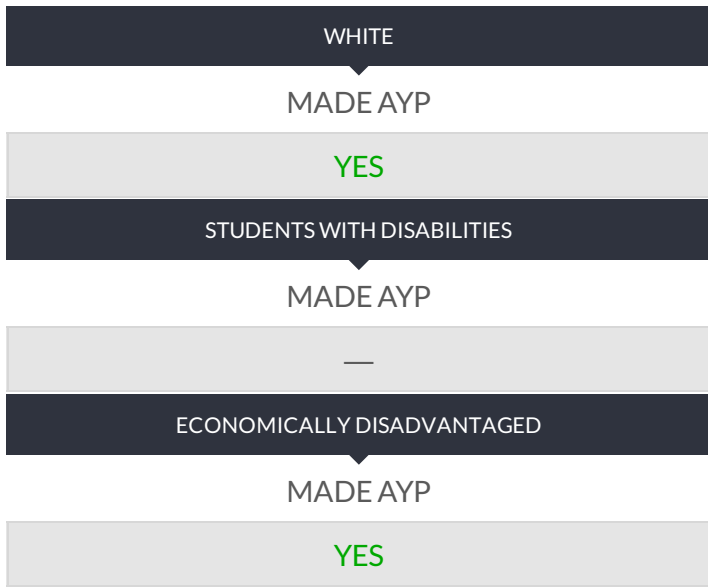 WHITE
MADE AYP
YES
STUDENTS WITH DISABILITIES
MADE AYP
—
ECONOMICALLY DISADVANTAGED
MADE AYP
YES